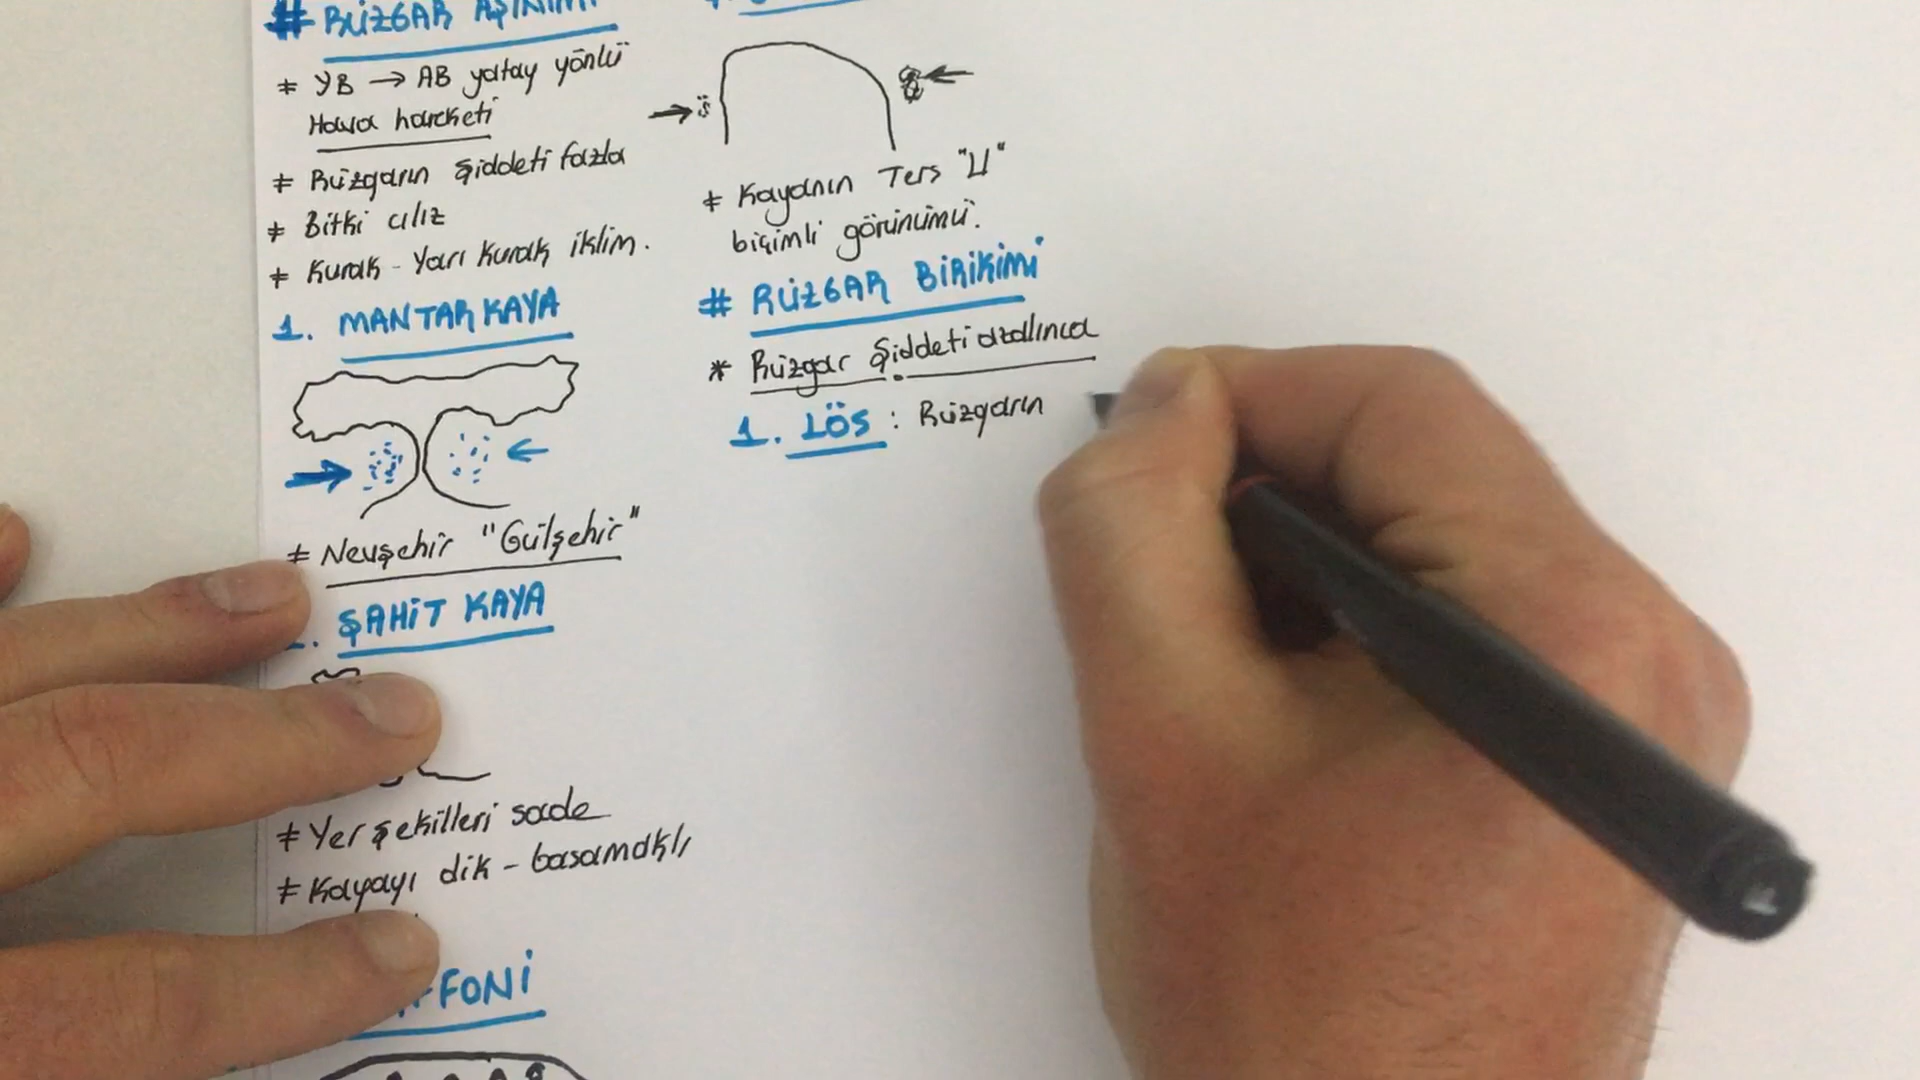 # RÜZGAR AŞINIMI
* YB → AB yatay yönlü
Hava hareketi
* Rüzgarın şiddeti fazla
* Bitki cılız
* Kurak - Yarı kurak iklim.
1. MANTAR KAYA
* Nevşehir "Gülşehir"
. ŞAHİT KAYA
* Yer şekilleri sade
* Kayayı dik - basamaklı
FONİ
* Kayanın Ters "U"
biçimli görünümü.
# RÜZGAR BİRİKİMİ
* Rüzgar şiddeti azalınca
1. LÖS : Rüzgarın